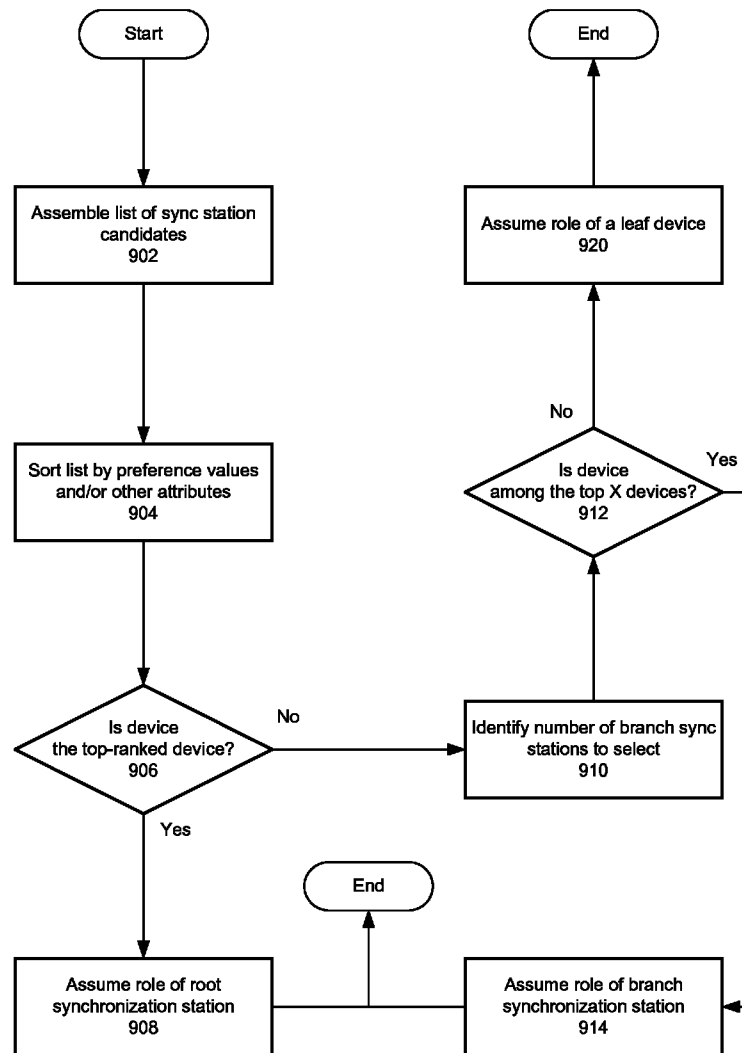 Start
Assemble list of sync station
candidates
902
Sort list by preference values
and/or other attributes
904
Is device
the top-ranked device?
906
No
Yes
Assume role of root
synchronization station
908
Identify number of branch sync
stations to select
910
Is device
among the top X devices?
912
No
Yes
Assume role of a leaf device
920
End
Assume role of branch
synchronization station
914
End